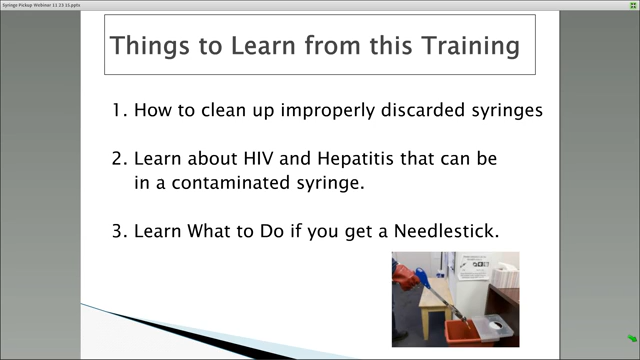 Syringe Pickup Webinar 11 23 15.pptx
Things to Learn from this Training
1. How to clean up improperly discarded syringes
2. Learn about HIV and Hepatitis that can be
in a contaminated syringe.
3. Learn What to Do if you get a Needlestick.